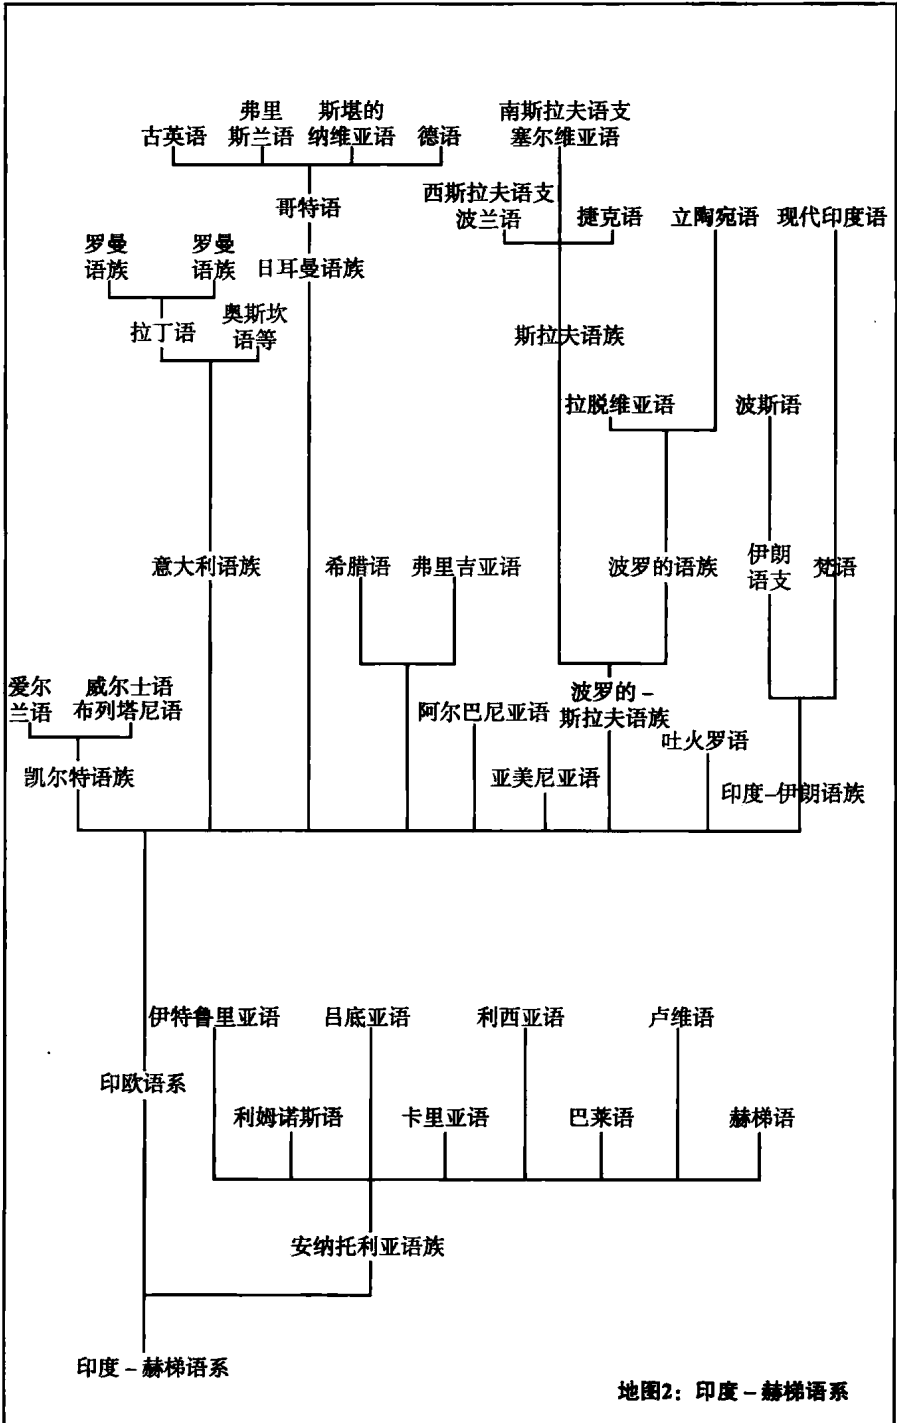 弗里
斯兰语
斯堪的
纳维亚语
古英语
德语
南斯拉夫语支
塞尔维亚语
西斯拉夫语支
波兰语
捷克语
立陶宛语
现代印度语
哥特语
罗曼
语族
罗曼
语族
日耳曼语族
拉丁语
奥斯坎
语等
斯拉夫语族
拉脱维亚语
波斯语
意大利语族
希腊语
弗里吉亚语
波罗的语族
伊朗
语支
梵语
爱尔
兰语
威尔士语
布列塔尼语
阿尔巴尼亚语
波罗的–
斯拉夫语族
吐火罗语
凯尔特语族
亚美尼亚语
印度–伊朗语族
伊特鲁里亚语
吕底亚语
利西亚语
卢维语
印欧语系
利姆诺斯语
卡里亚语
巴莱语
赫梯语
安纳托利亚语族
印度–赫梯语系
地图2：印度–赫梯语系